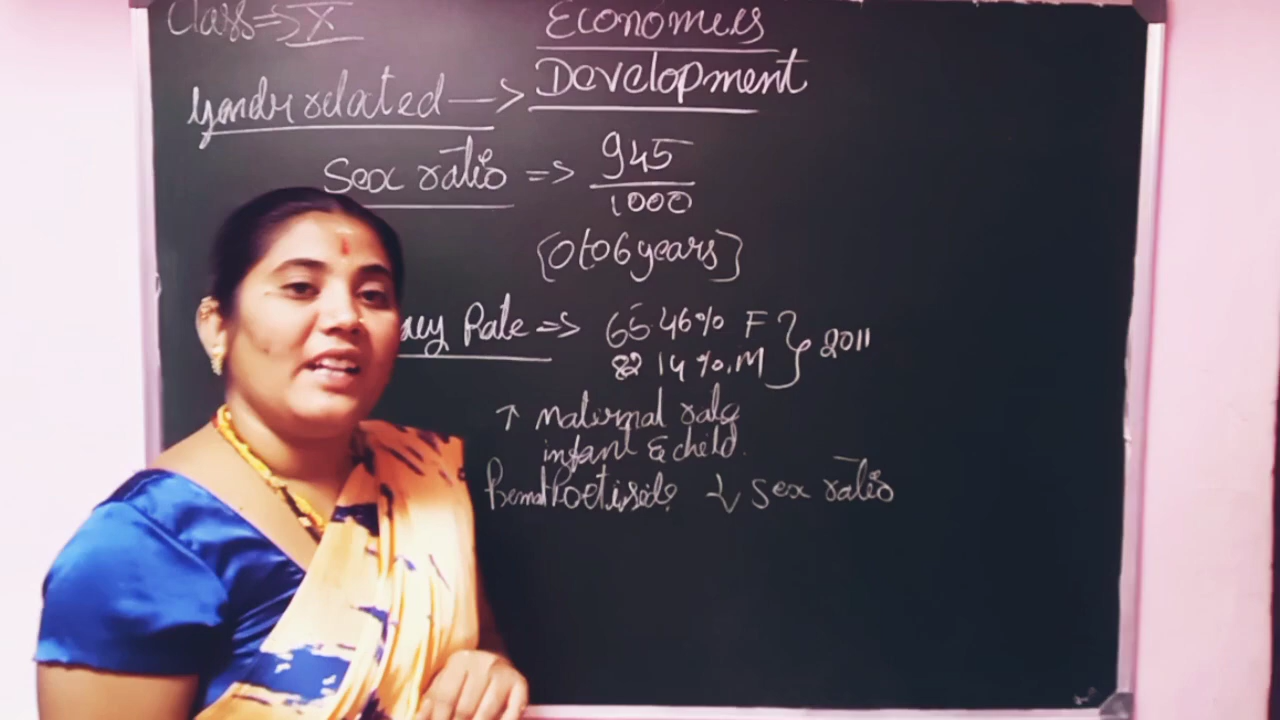 Class => X
Economics
Development
Gender related —>
Sex ratio => 945
1000
{0 to 6 years}
acy Rate => 65.46% F } 2011
82 14%.M
↑ maternal rate
infant & child.
foeticide ↓ sex ratio